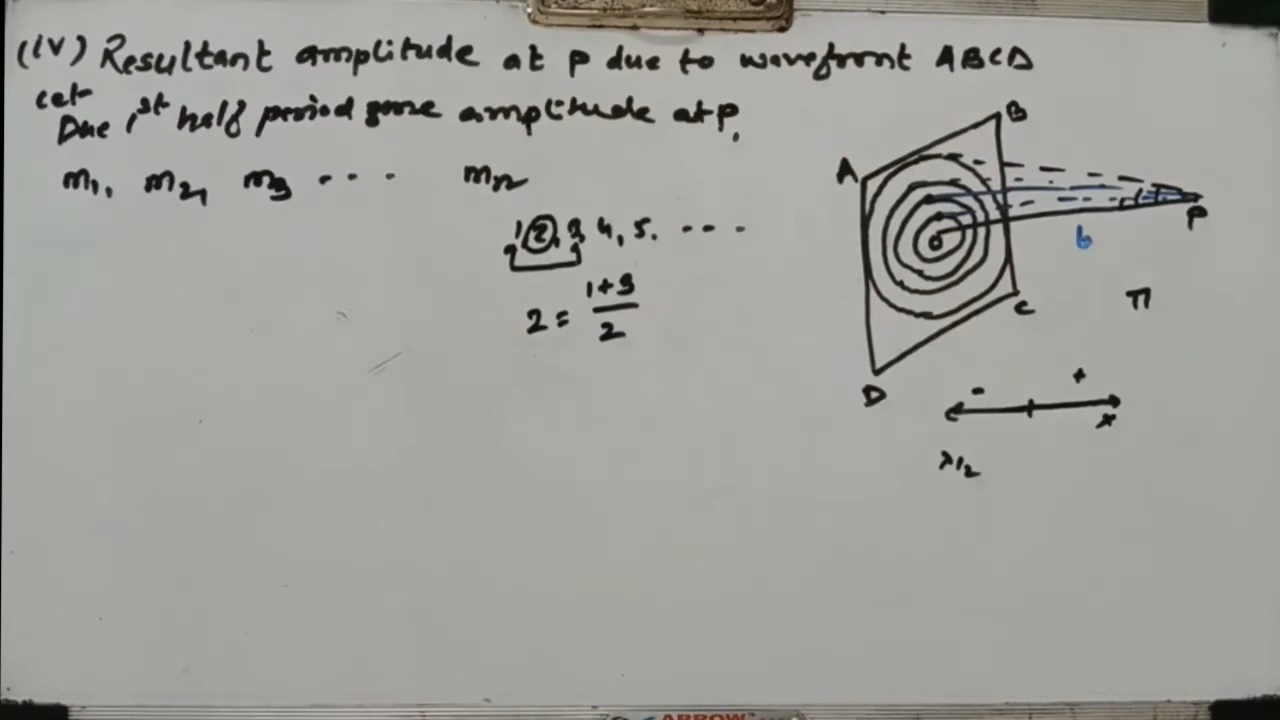 (iv) Resultant amplitude at P due to wavefront ABCD
Let
Due 1st half period zone amplitude at P,
m1, m2, m3 ... mn
1, 2, 3, 4, 5. ...
2 = 1+3
2
A
B
C
D
P
b
π
- +
x
λ/2
ARROW